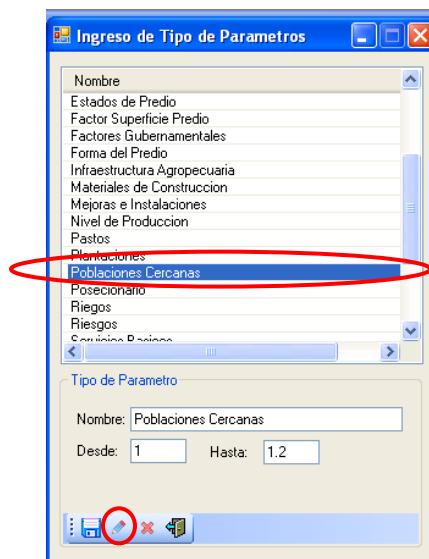 Ingreso de Tipo de Parametros
Nombre
Estados de Predio
Factor Superficie Predio
Factores Gubernamentales
Forma del Predio
Infraestructura Agropecuaria
Materiales de Construccion
Mejoras e Instalaciones
Nivel de Produccion
Pastos
Plantaciones
Poblaciones Cercanas
Posecionario
Riegos
Riesgos
Servicios Basicos
Tipo de Parametro
Nombre: Poblaciones Cercanas
Desde: 1 Hasta: 1.2